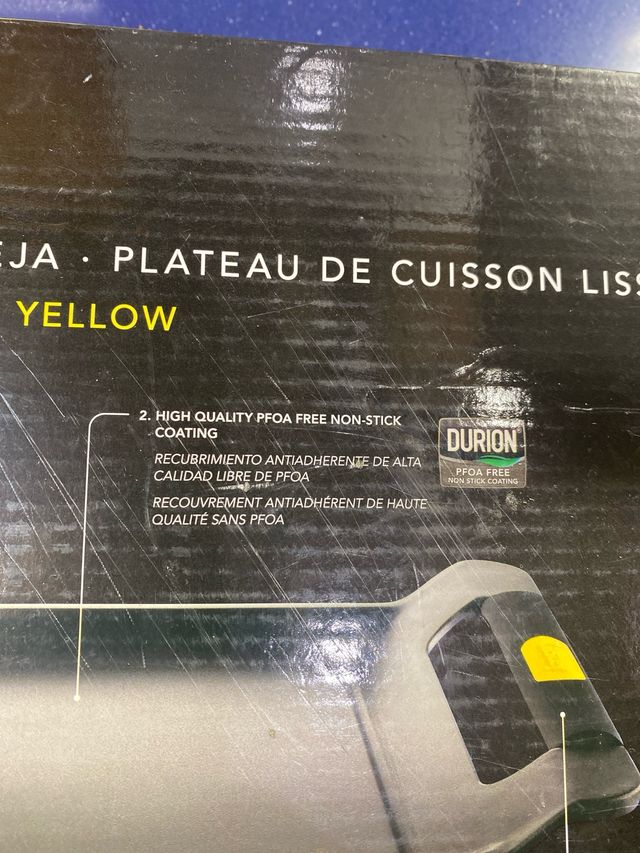 EJA · PLATEAU DE CUISSON LISS
YELLOW
2. HIGH QUALITY PFOA FREE NON-STICK
COATING
RECUBRIMIENTO ANTIADHERENTE DE ALTA
CALIDAD LIBRE DE PFOA
RECOUVREMENT ANTIADHÉRENT DE HAUTE
QUALITÉ SANS PFOA
DURION
PFOA FREE
NON STICK COATING